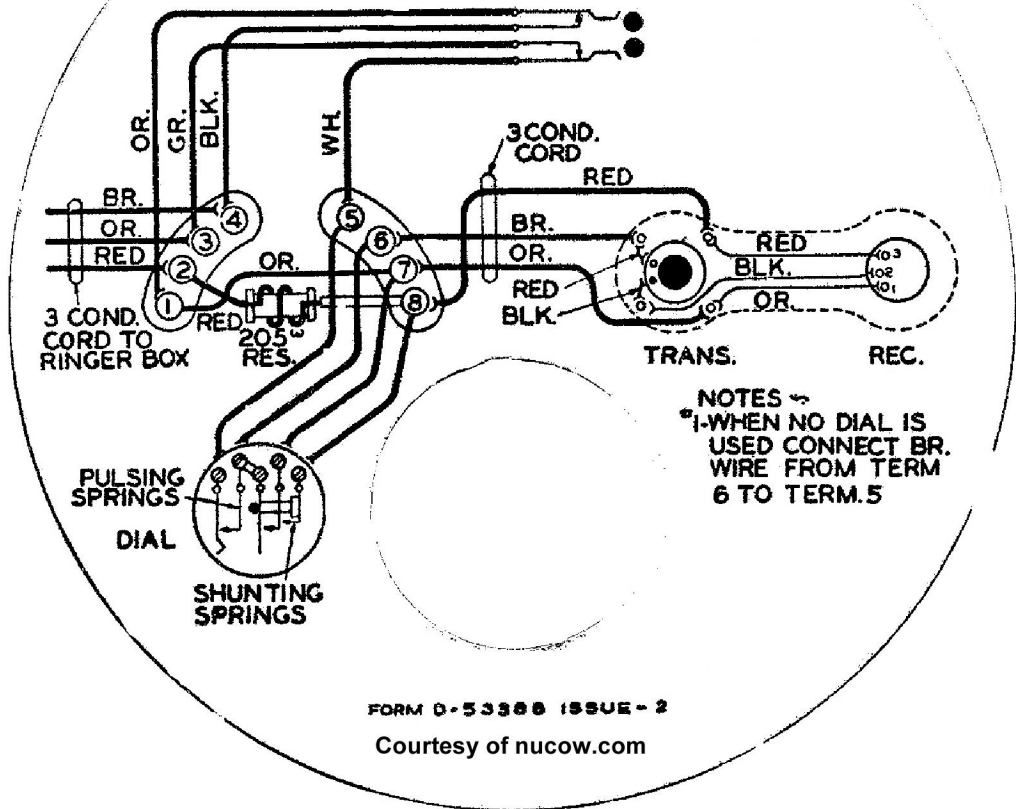 OR.
GR.
BLK.
WH.
3 COND.
CORD
RED
BR.
OR.
RED
4
3
2
1
5
6
7
8
BR.
OR.
OR.
RED
BLK.
RED
BLK.
OR.
3
2
1
RED
205
RES.
3 COND.
CORD TO
RINGER BOX
TRANS.
REC.
NOTES
*1-WHEN NO DIAL IS
USED CONNECT BR.
WIRE FROM TERM
6 TO TERM. 5
PULSING
SPRINGS
DIAL
SHUNTING
SPRINGS
FORM D-53388 ISSUE-2
Courtesy of nucow.com